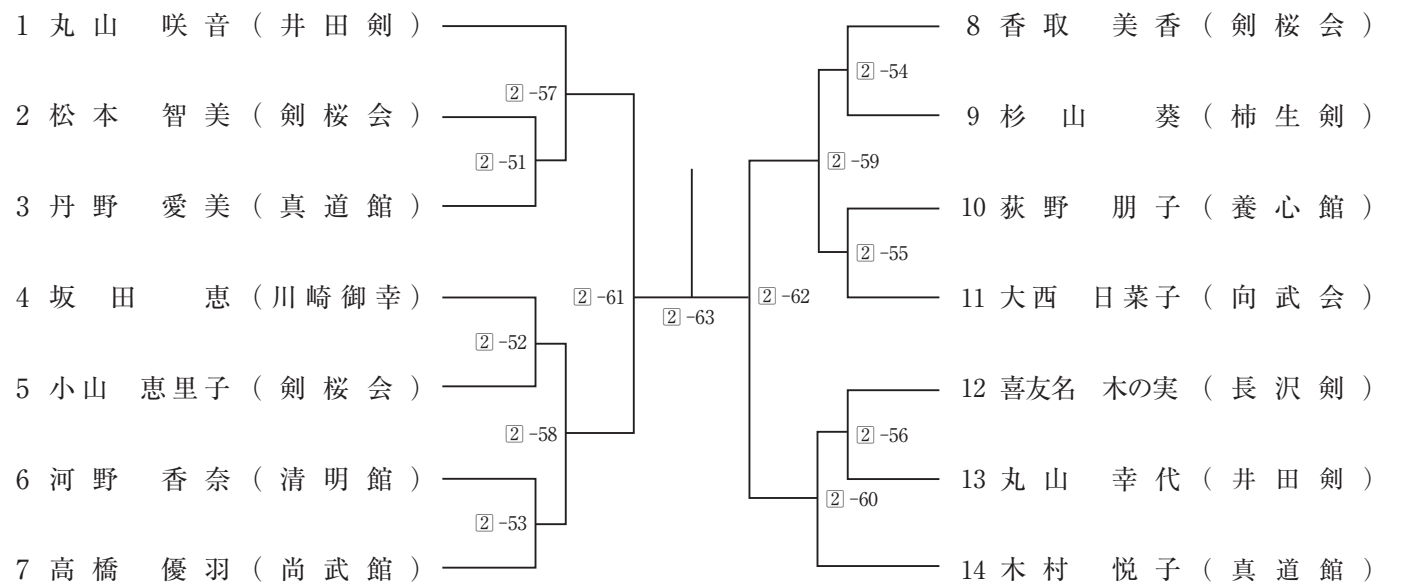 1 丸山 咲音（井田剣）
2-57
2 松本 智美（剣桜会）
2-51
3 丹野 愛美（真道館）
4 坂田 恵（川崎御幸）
2-61
2-52
5 小山 恵里子（剣桜会）
2-58
6 河野 香奈（清明館）
2-53
7 高橋 優羽（尚武館）
2-63
8 香取 美香（剣桜会）
2-54
9 杉山 葵（柿生剣）
2-59
10 荻野 朋子（養心館）
2-55
11 大西 日菜子（向武会）
2-62
12 喜友名 木の実（長沢剣）
2-56
13 丸山 幸代（井田剣）
2-60
14 木村 悦子（真道館）